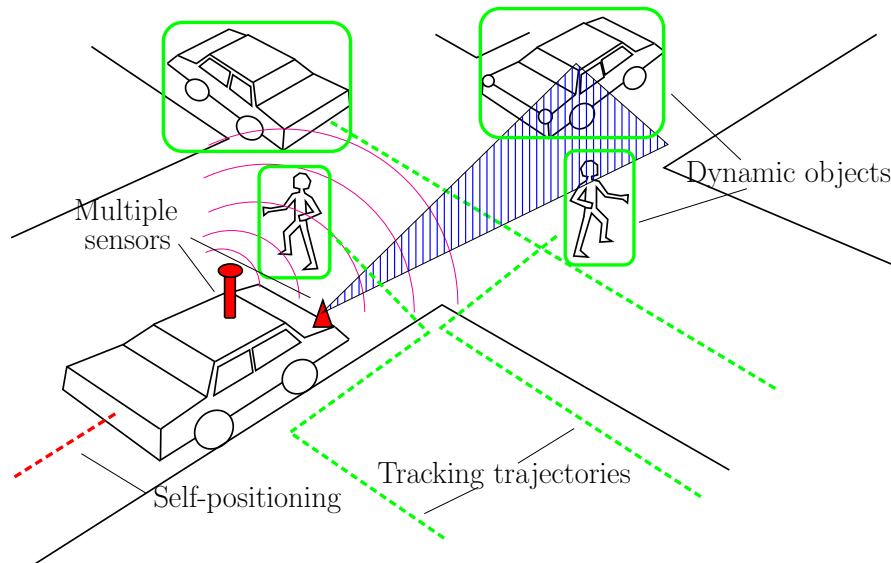 Dynamic objects
Multiple
sensors
Tracking trajectories
Self-positioning